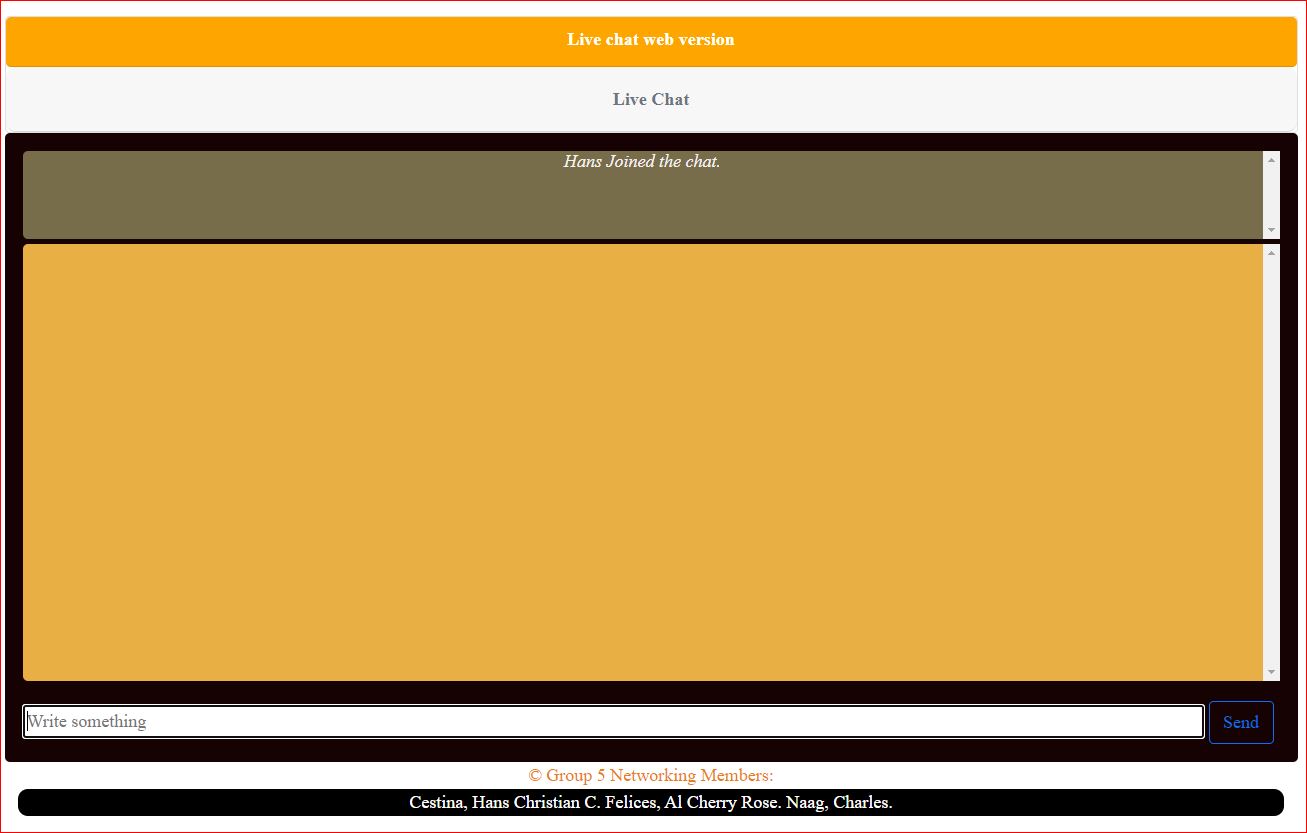 Live chat web version
Live Chat
Hans Joined the chat.
Write something
Send
© Group 5 Networking Members:
Cestina, Hans Christian C. Felices, Al Cherry Rose. Naag, Charles.